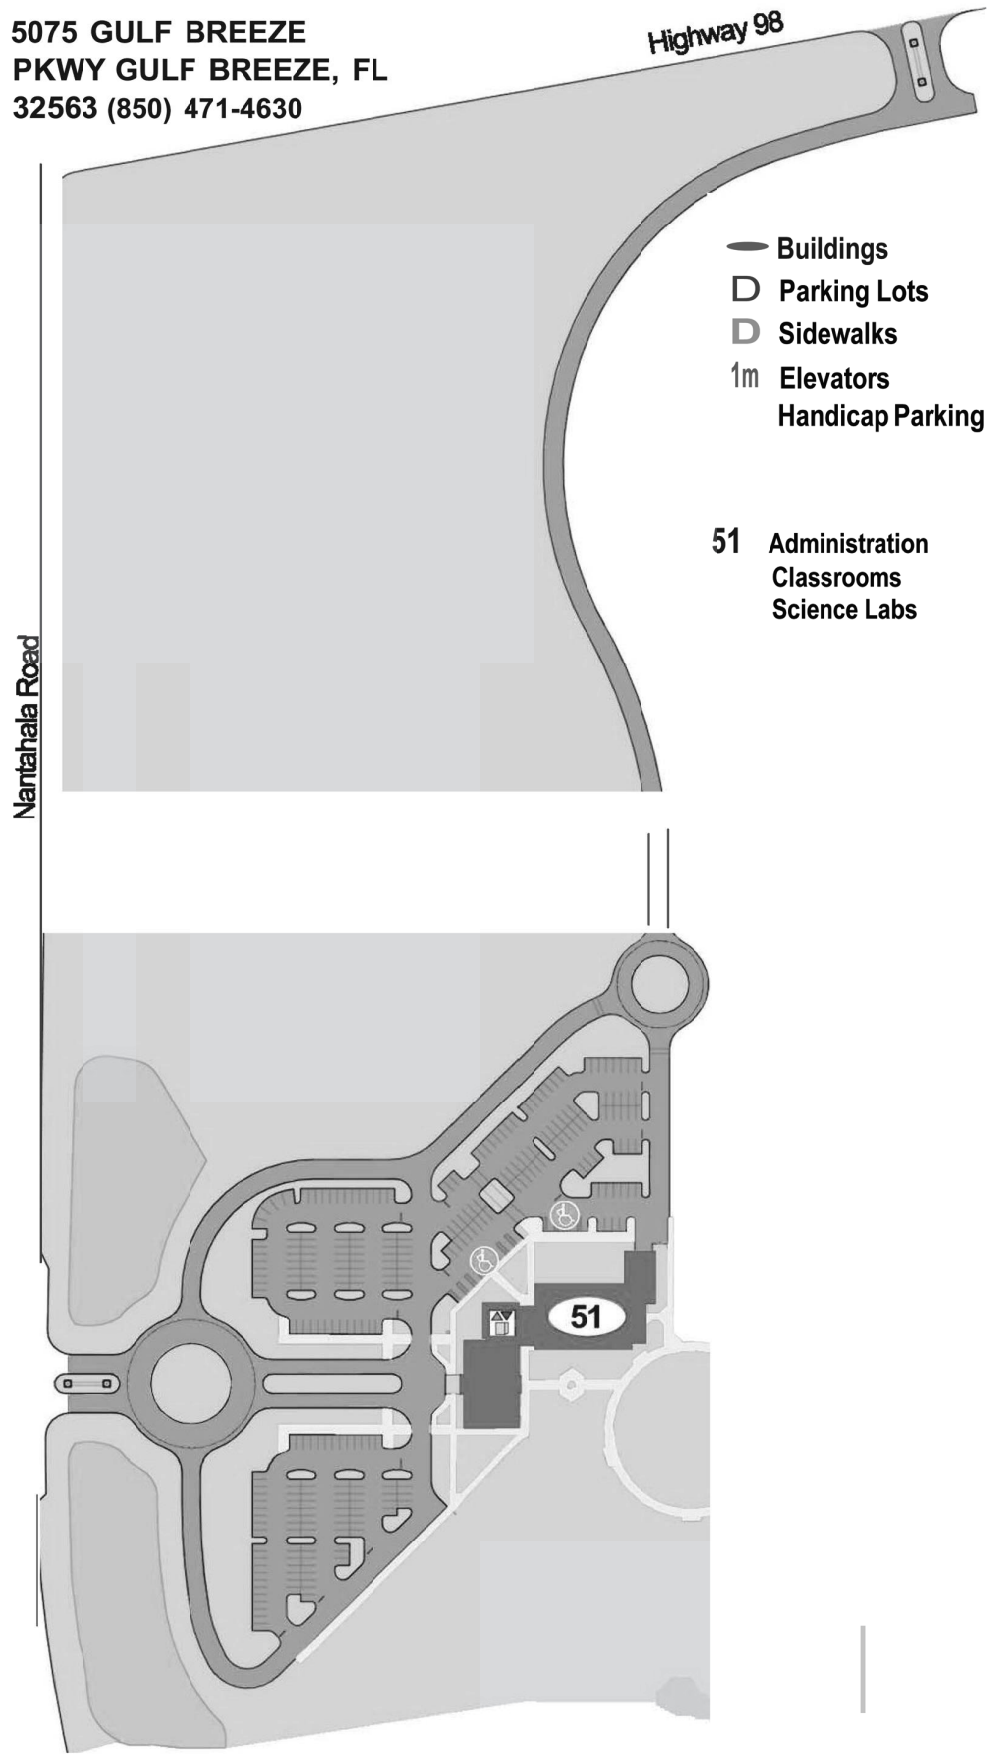 5075 GULF BREEZE
PKWY GULF BREEZE, FL
32563 (850) 471-4630
Highway 98
Buildings
D Parking Lots
D Sidewalks
1m Elevators
Handicap Parking
51 Administration
Classrooms
Science Labs
Nantahala Road
51